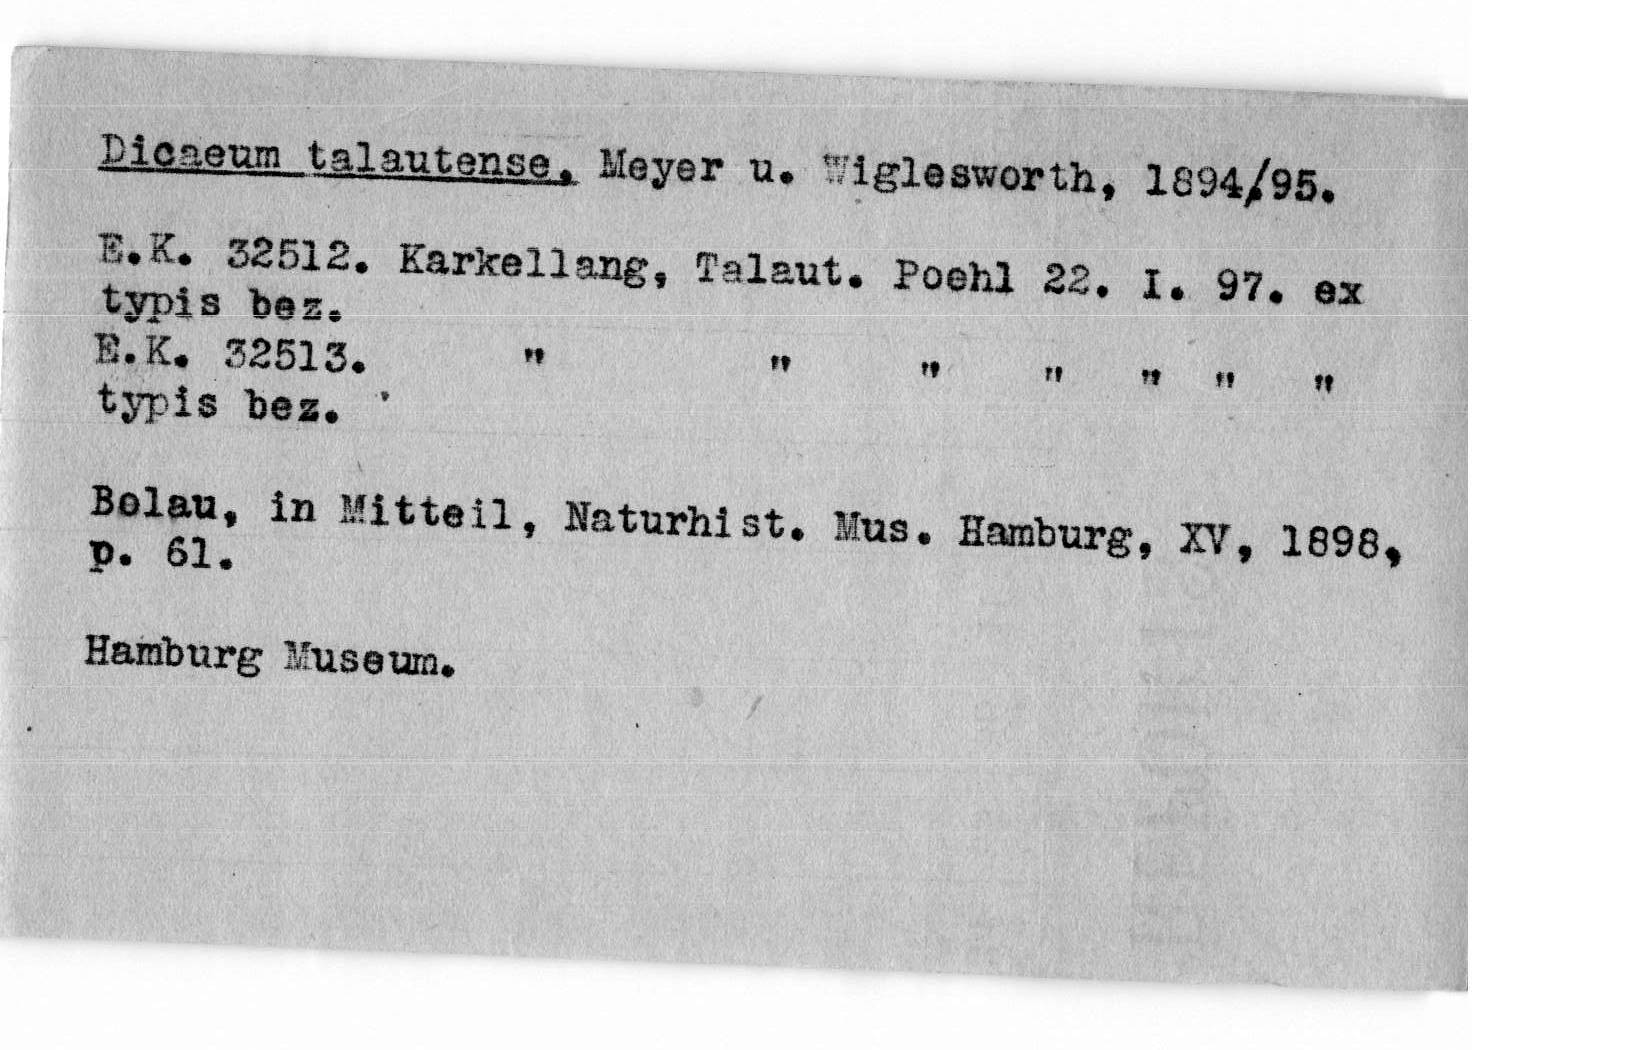 Dicaeum talautense, Meyer u. Wiglesworth, 1894/95.
E.K. 32512. Karkellang, Talaut. Poehl 22. I. 97. ex
typis bez.
E.K. 32513. " " " " " " "
typis bez.
Bolau, in Mitteil, Naturhist. Mus. Hamburg, XV, 1898,
p. 61.
Hamburg Museum.